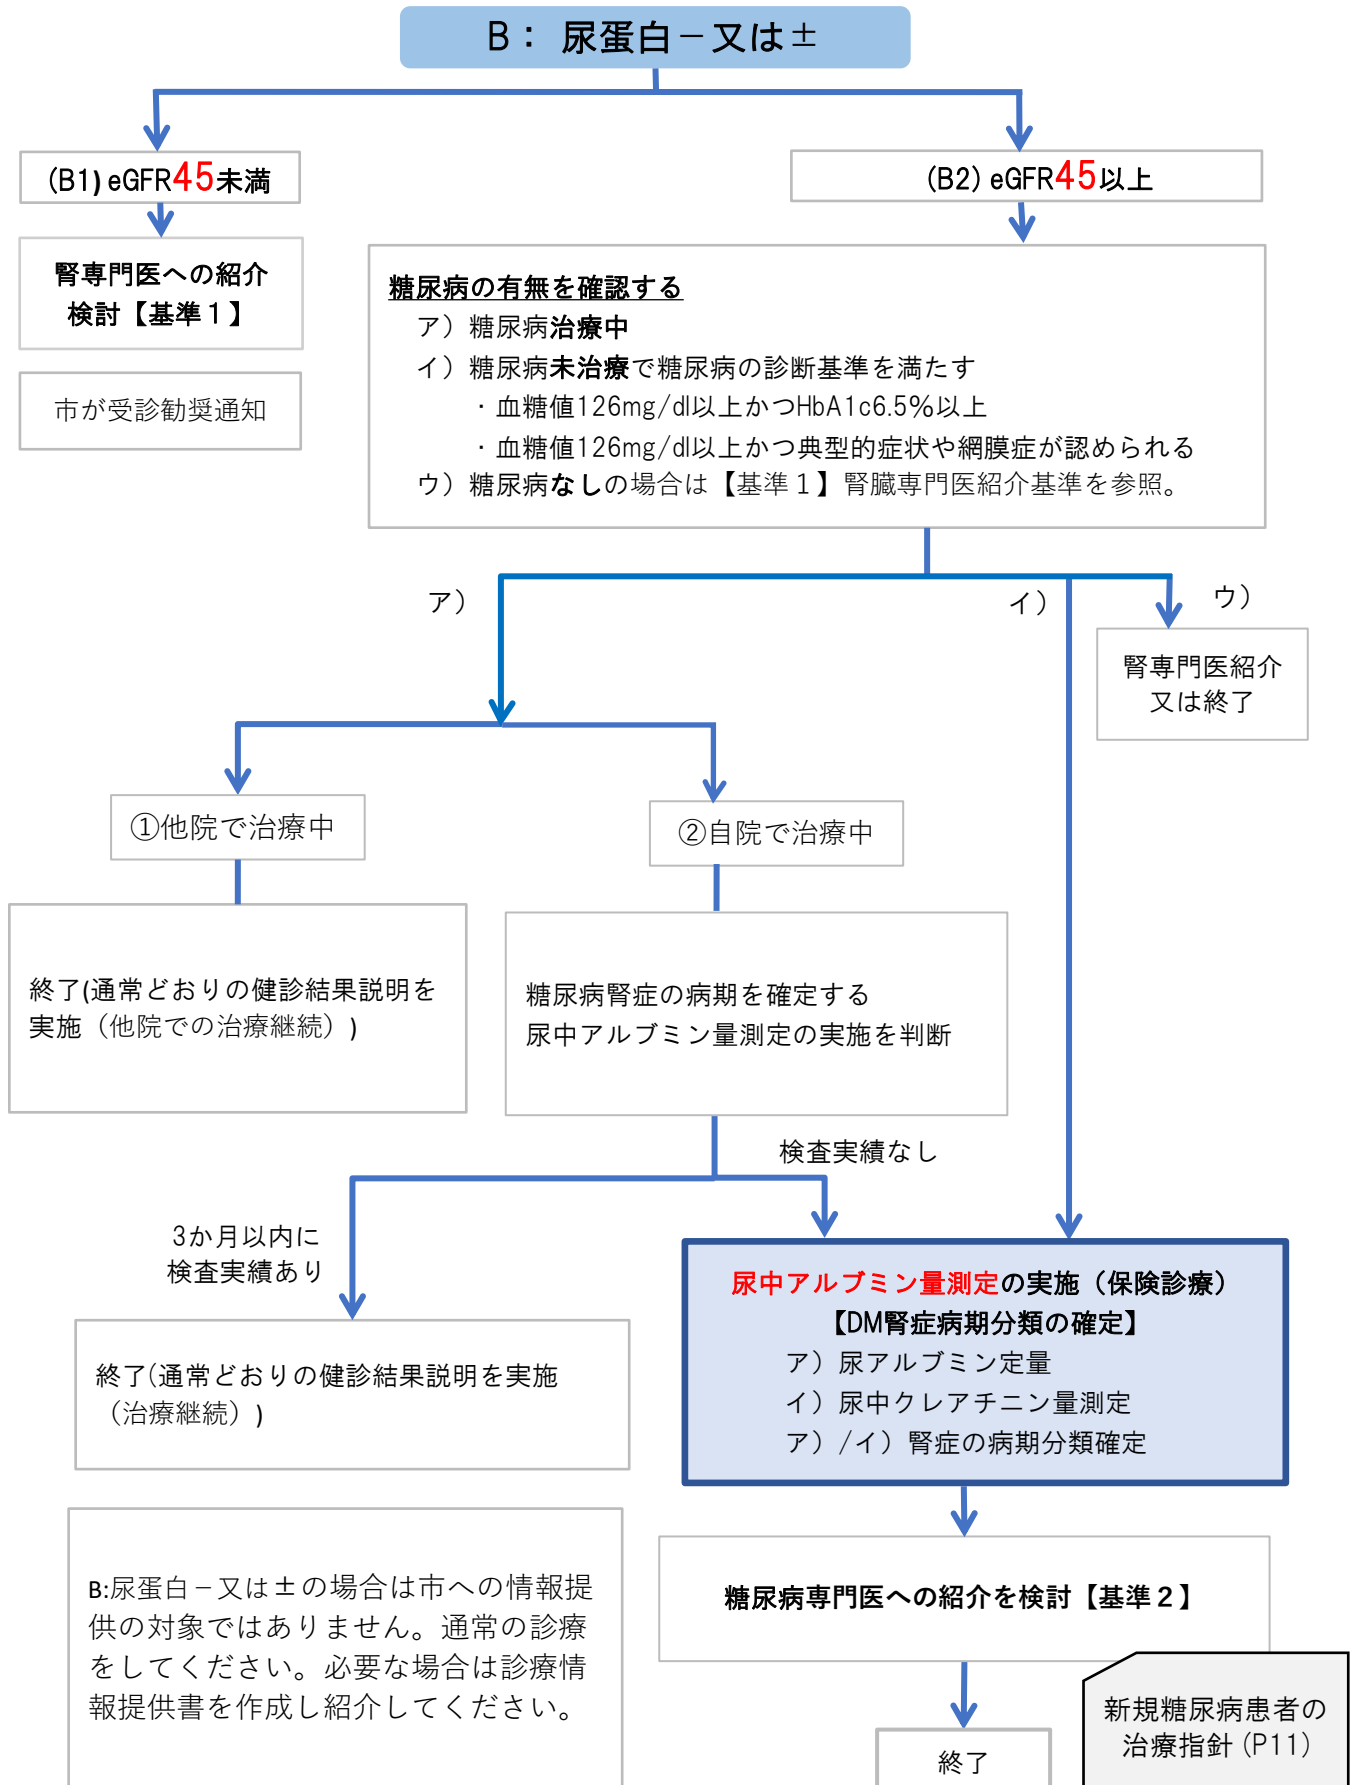 B： 尿蛋白－又は±
(B1) eGFR45未満
(B2) eGFR45以上
腎専門医への紹介
検討【基準１】
市が受診勧奨通知
糖尿病の有無を確認する
ア）糖尿病治療中
イ）糖尿病未治療で糖尿病の診断基準を満たす
・血糖値126mg/dl以上かつHbA1c6.5%以上
・血糖値126mg/dl以上かつ典型的症状や網膜症が認められる
ウ）糖尿病なしの場合は【基準１】腎臓専門医紹介基準を参照。
ア）
イ）
ウ）
腎専門医紹介
又は終了
①他院で治療中
②自院で治療中
終了(通常どおりの健診結果説明を
実施（他院での治療継続）)
糖尿病腎症の病期を確定する
尿中アルブミン量測定の実施を判断
検査実績なし
3か月以内に
検査実績あり
尿中アルブミン量測定の実施（保険診療）
【DM腎症病期分類の確定】
ア）尿アルブミン定量
イ）尿中クレアチニン量測定
ア）/イ）腎症の病期分類確定
終了(通常どおりの健診結果説明を実施
（治療継続）)
糖尿病専門医への紹介を検討【基準２】
B:尿蛋白－又は±の場合は市への情報提
供の対象ではありません。通常の診療
をしてください。必要な場合は診療情
報提供書を作成し紹介してください。
新規糖尿病患者の
治療指針(P11)
終了